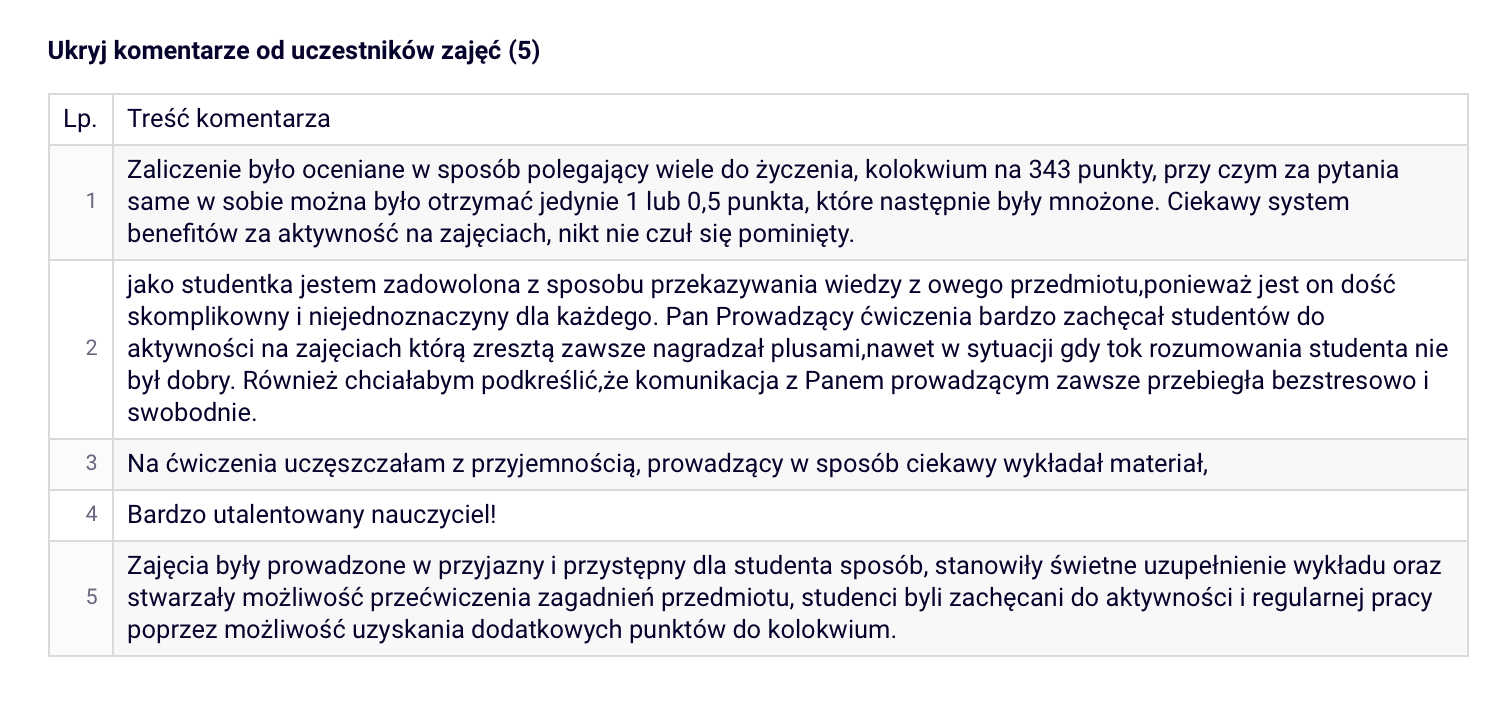 Ukryj komentarze od uczestników zajęć (5)
Lp. Treść komentarza
1 Zaliczenie było oceniane w sposób polegający wiele do życzenia, kolokwium na 343 punkty, przy czym za pytania
same w sobie można było otrzymać jedynie 1 lub 0,5 punkta, które następnie były mnożone. Ciekawy system
benefitów za aktywność na zajęciach, nikt nie czuł się pominięty.
2 jako studentka jestem zadowolona z sposobu przekazywania wiedzy z owego przedmiotu,ponieważ jest on dość
skomplikowny i niejednoznaczyny dla każdego. Pan Prowadzący ćwiczenia bardzo zachęcał studentów do
aktywności na zajęciach którą zresztą zawsze nagradzał plusami,nawet w sytuacji gdy tok rozumowania studenta nie
był dobry. Również chciałabym podkreślić,że komunikacja z Panem prowadzącym zawsze przebiegła bezstresowo i
swobodnie.
3 Na ćwiczenia uczęszczałam z przyjemnością, prowadzący w sposób ciekawy wykładał materiał,
4 Bardzo utalentowany nauczyciel!
5 Zajęcia były prowadzone w przyjazny i przystępny dla studenta sposób, stanowiły świetne uzupełnienie wykładu oraz
stwarzały możliwość przećwiczenia zagadnień przedmiotu, studenci byli zachęcani do aktywności i regularnej pracy
poprzez możliwość uzyskania dodatkowych punktów do kolokwium.